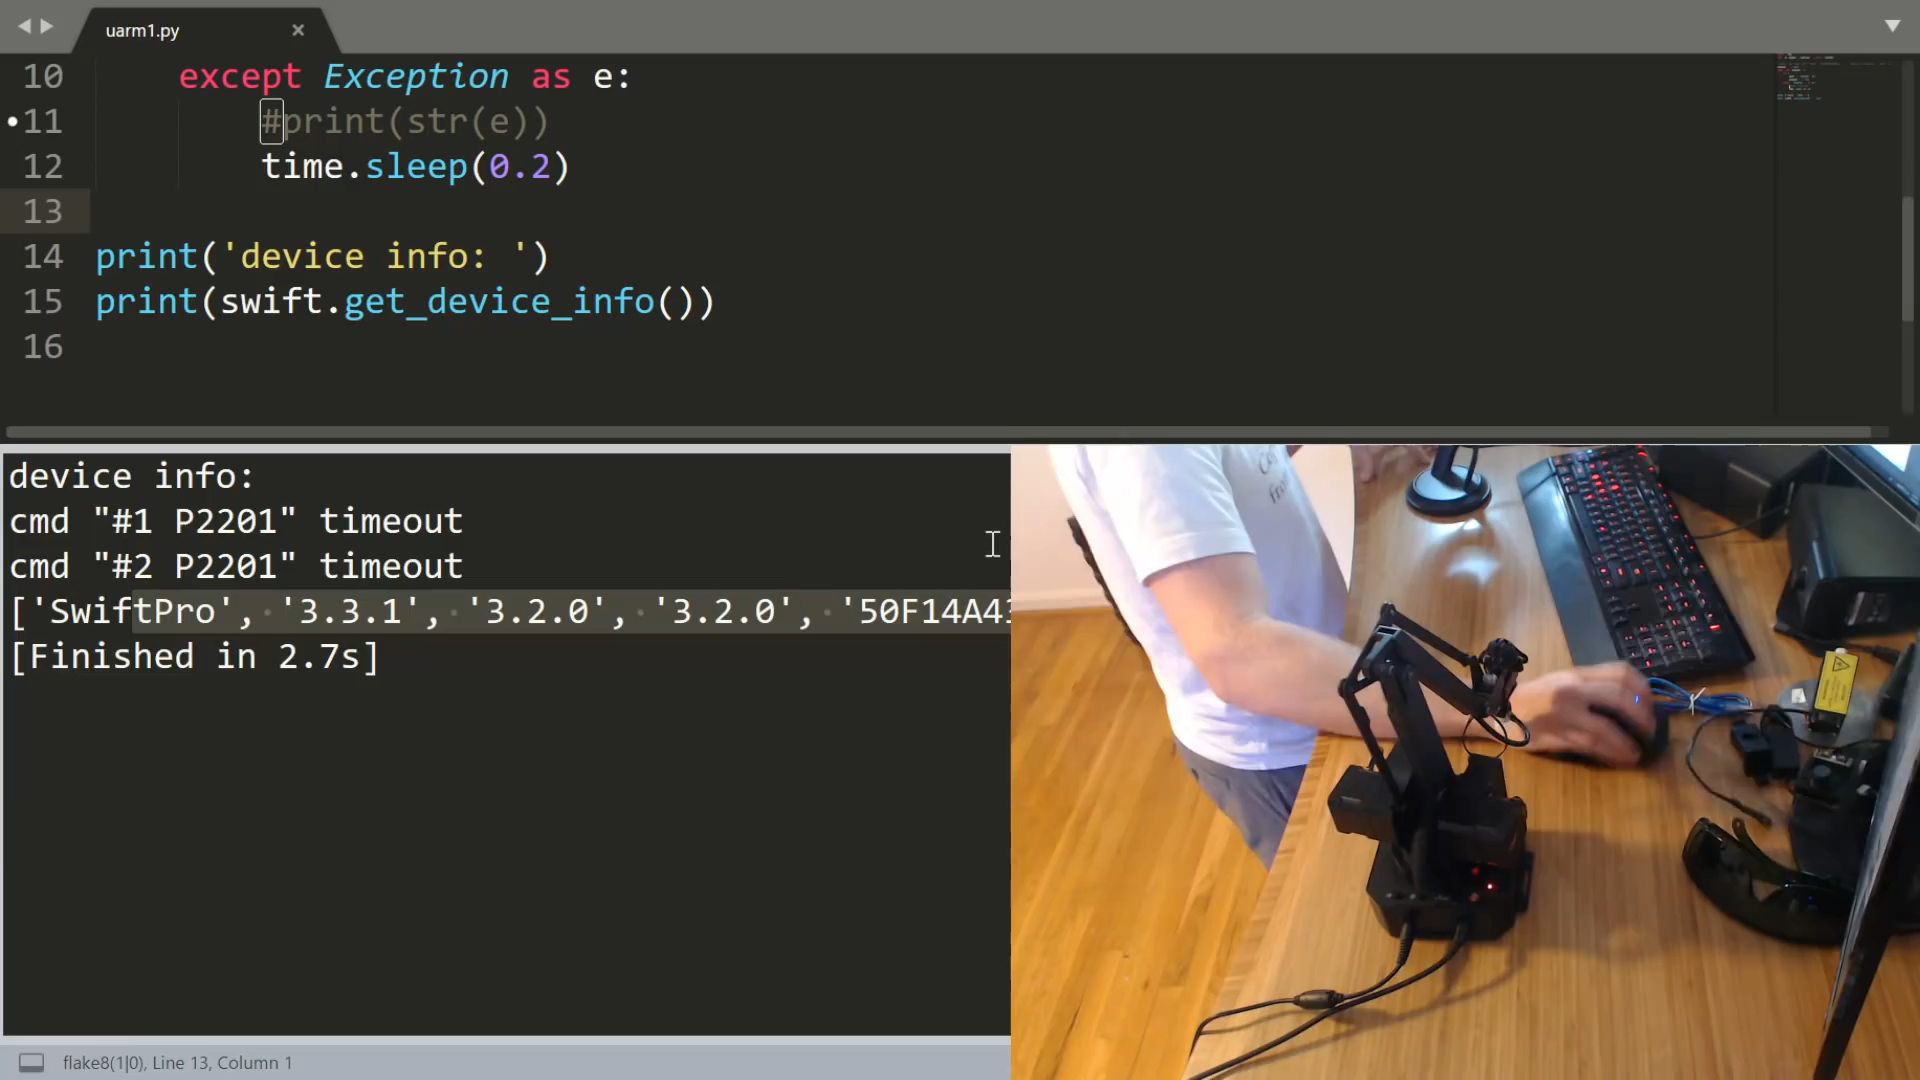 uarm1.py
10 except Exception as e:
11 #print(str(e))
12 time.sleep(0.2)
13
14 print('device info: ')
15 print(swift.get_device_info())
16
device info:
cmd "#1 P2201" timeout
cmd "#2 P2201" timeout
['SwiftPro', '3.3.1', '3.2.0', '3.2.0', '50F14A43
[Finished in 2.7s]
flake8(1|0), Line 13, Column 1